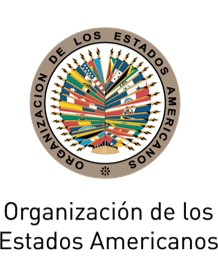 ORGANIZACION DE LOS ESTADOS AMERICANOS
Organización de los
Estados Americanos